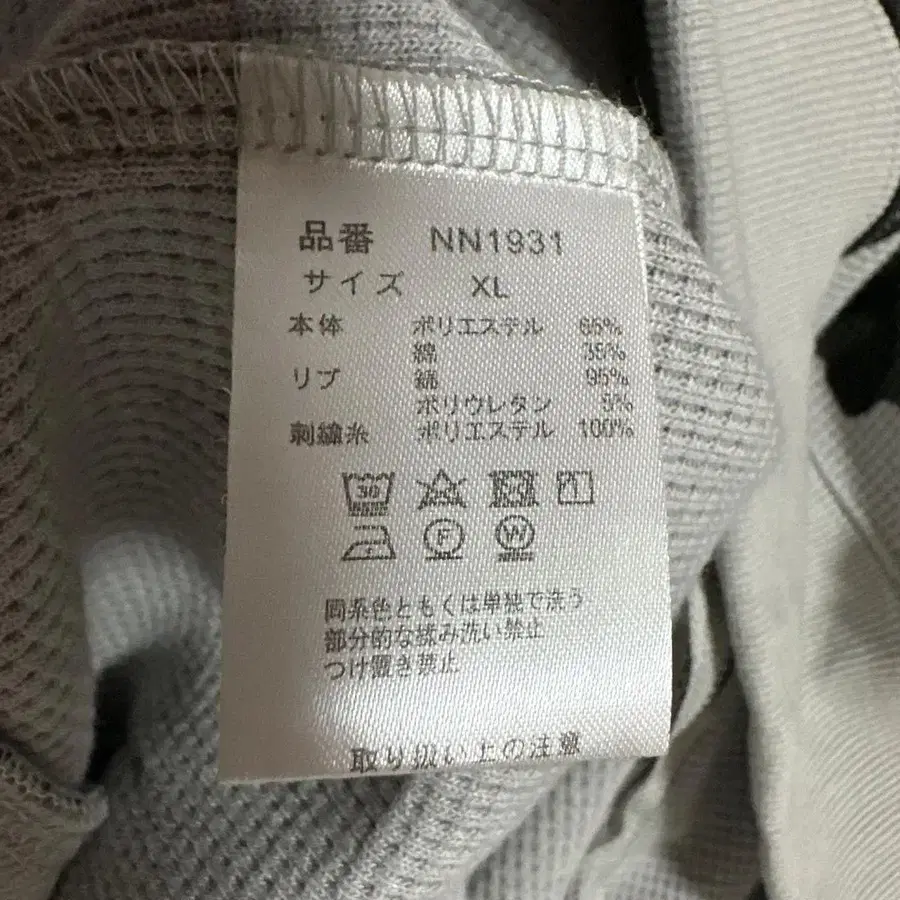 品番 NN1931
サイズ XL
本体 ポリエステル 65%
綿 35%
リブ 綿 95%
ポリウレタン 5%
刺繍糸 ポリエステル 100%
30
F W
同系色ともくは単独で洗う
部分的な揉み洗い禁止
つけ置き禁止
取り扱い上の注意